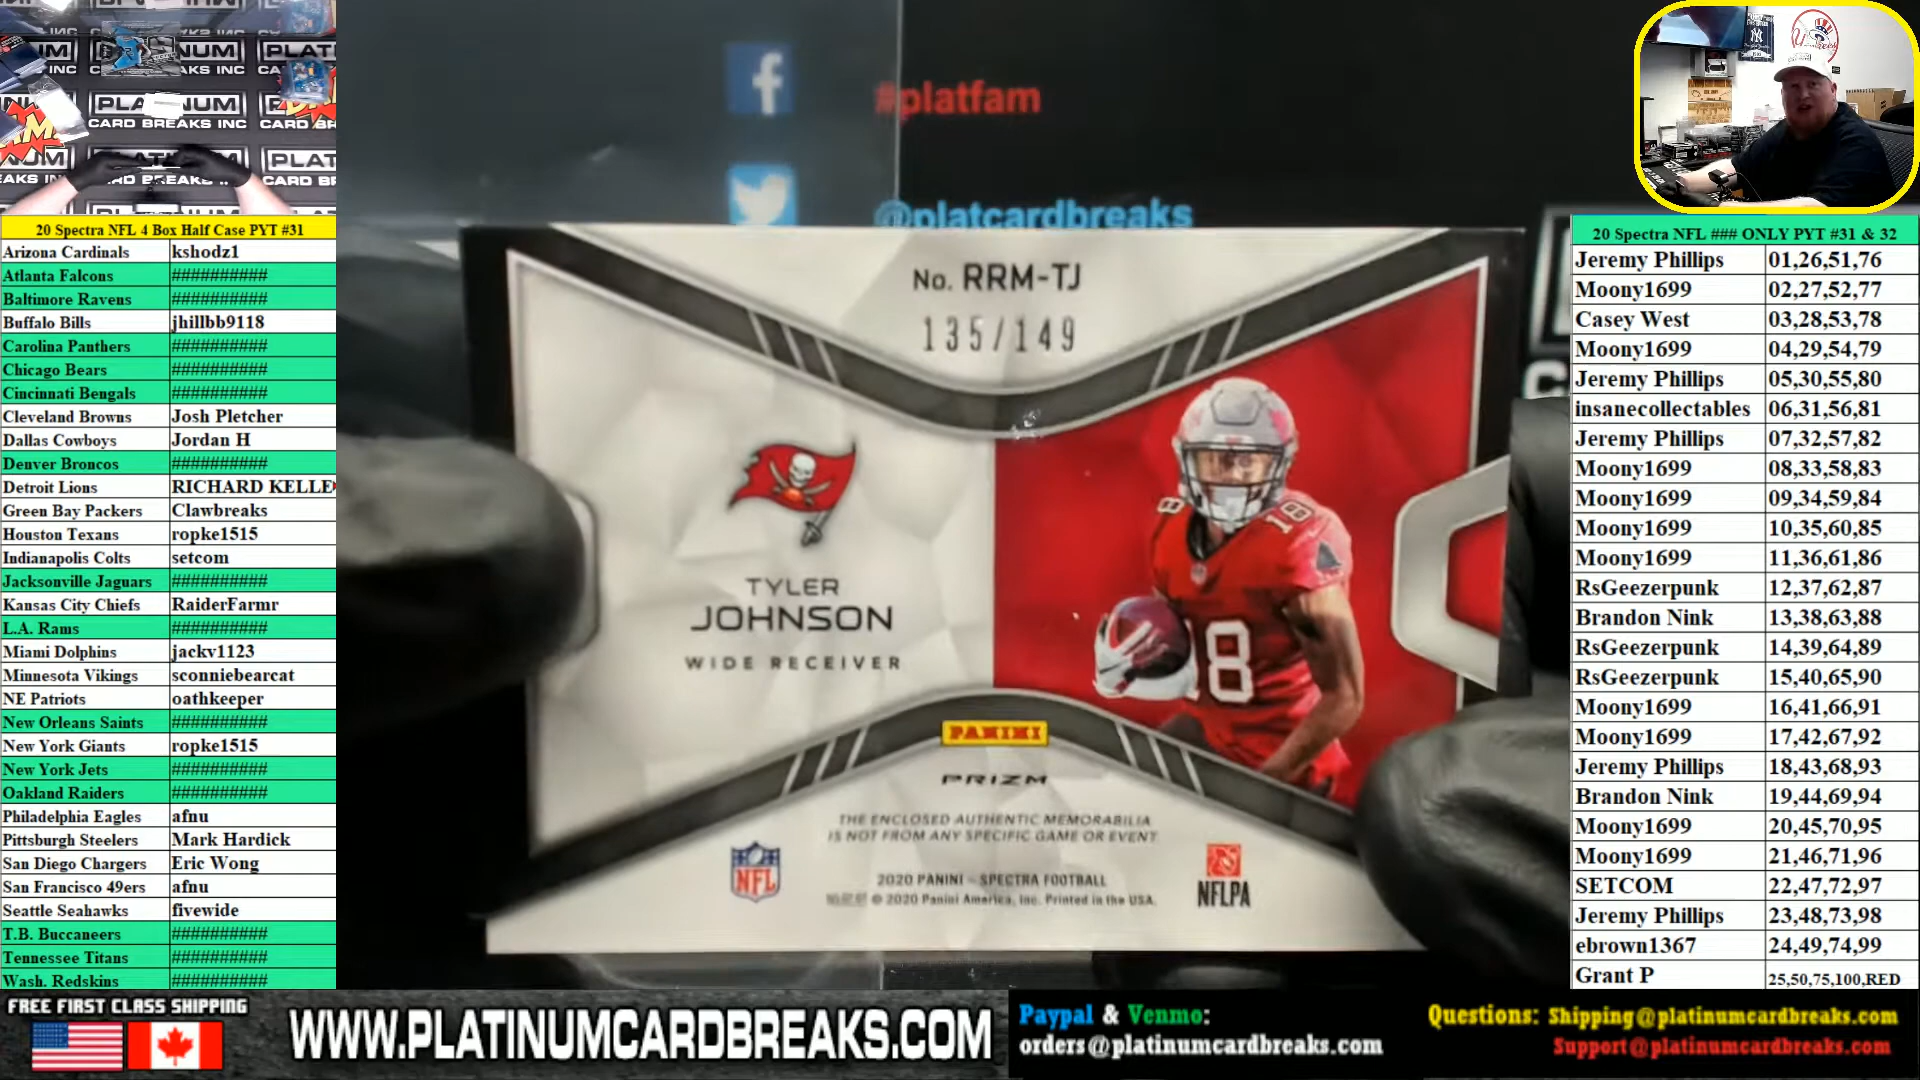 20 Spectra NFL 4 Box Half Case PYT #31
Arizona Cardinals kshodz1
Atlanta Falcons ##########
Baltimore Ravens ##########
Buffalo Bills jhillbb9118
Carolina Panthers ##########
Chicago Bears ##########
Cincinnati Bengals ##########
Cleveland Browns Josh Pletcher
Dallas Cowboys Jordan H
Denver Broncos ##########
Detroit Lions RICHARD KELLE
Green Bay Packers Clawbreaks
Houston Texans ropke1515
Indianapolis Colts setcom
Jacksonville Jaguars ##########
Kansas City Chiefs RaiderFarmr
L.A. Rams ##########
Miami Dolphins jackv1123
Minnesota Vikings sconniebearcat
NE Patriots oathkeeper
New Orleans Saints ##########
New York Giants ropke1515
New York Jets ##########
Oakland Raiders ##########
Philadelphia Eagles afnu
Pittsburgh Steelers Mark Hardick
San Diego Chargers Eric Wong
San Francisco 49ers afnu
Seattle Seahawks fivewide
T.B. Buccaneers ##########
Tennessee Titans ##########
Wash. Redskins ##########
PLATINUM
CARD BREAKS INC
#platfam
@platcardbreaks
No. RRM-TJ
135/149
TYLER
JOHNSON
WIDE RECEIVER
18
18
PANINI
PRIZM
THE ENCLOSED AUTHENTIC MEMORABILIA
IS NOT FROM ANY SPECIFIC GAME OR EVENT
NFL
NFLPA
2020 PANINI - SPECTRA FOOTBALL
© 2020 Panini America, Inc. Printed in the USA.
20 Spectra NFL ### ONLY PYT #31 & 32
Jeremy Phillips 01,26,51,76
Moony1699 02,27,52,77
Casey West 03,28,53,78
Moony1699 04,29,54,79
Jeremy Phillips 05,30,55,80
insanecollectables 06,31,56,81
Jeremy Phillips 07,32,57,82
Moony1699 08,33,58,83
Moony1699 09,34,59,84
Moony1699 10,35,60,85
Moony1699 11,36,61,86
RsGeezerpunk 12,37,62,87
Brandon Nink 13,38,63,88
RsGeezerpunk 14,39,64,89
RsGeezerpunk 15,40,65,90
Moony1699 16,41,66,91
Moony1699 17,42,67,92
Jeremy Phillips 18,43,68,93
Brandon Nink 19,44,69,94
Moony1699 20,45,70,95
Moony1699 21,46,71,96
SETCOM 22,47,72,97
Jeremy Phillips 23,48,73,98
ebrown1367 24,49,74,99
Grant P 25,50,75,100,RED
FREE FIRST CLASS SHIPPING
WWW.PLATINUMCARDBREAKS.COM
Paypal & Venmo:
orders@platinumcardbreaks.com
Questions: Shipping@platinumcardbreaks.com
Support@platinumcardbreaks.com